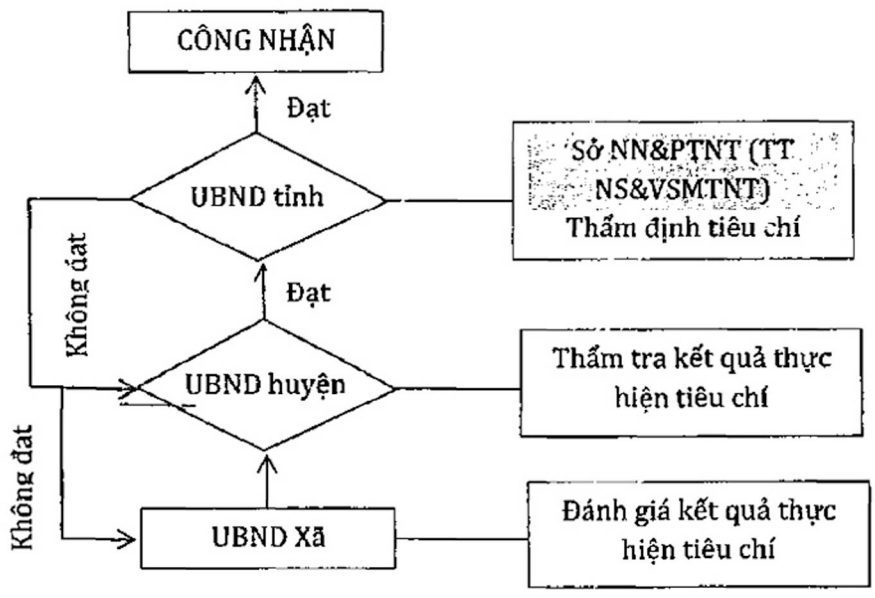 CÔNG NHẬN
Đạt
UBND tỉnh
Sở NN&PTNT (TT
NS&VSMTNT)
Thẩm định tiêu chí
Không đạt
Đạt
UBND huyện
Thẩm tra kết quả thực
hiện tiêu chí
Không đạt
UBND Xã
Đánh giá kết quả thực
hiện tiêu chí